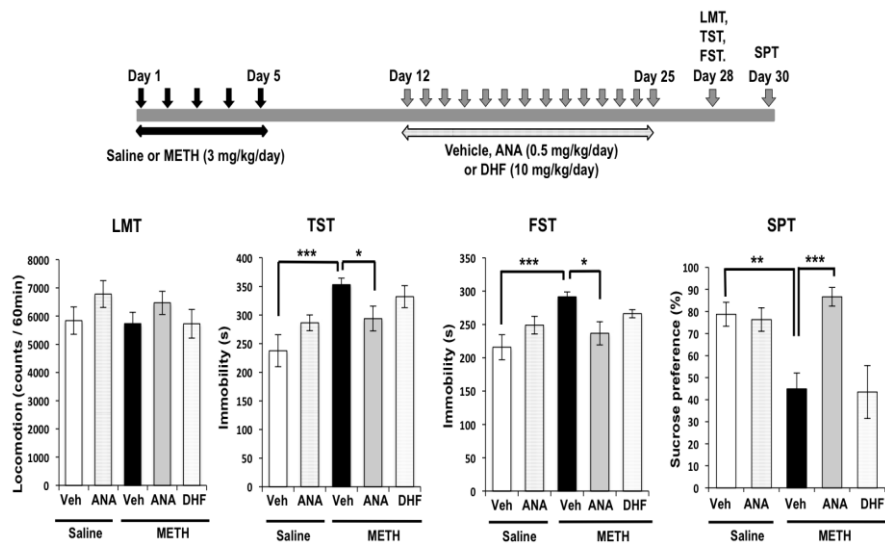 LMT,
TST,
FST. SPT
Day 1 Day 5 Day 12 Day 25 Day 28 Day 30
Saline or METH (3 mg/kg/day)
Vehicle, ANA (0.5 mg/kg/day)
or DHF (10 mg/kg/day)
LMT
Locomotion (counts / 60min)
8000
7000
6000
5000
4000
3000
2000
1000
0
Veh ANA Veh ANA DHF
Saline METH
TST
Immobility (s)
400
350
300
250
200
150
100
50
0
*** *
Veh ANA Veh ANA DHF
Saline METH
FST
Immobility (s)
350
300
250
200
150
100
50
0
*** *
Veh ANA Veh ANA DHF
Saline METH
SPT
Sucrose preference (%)
100
90
80
70
60
50
40
30
20
10
0
** ***
Veh ANA Veh ANA DHF
Saline METH